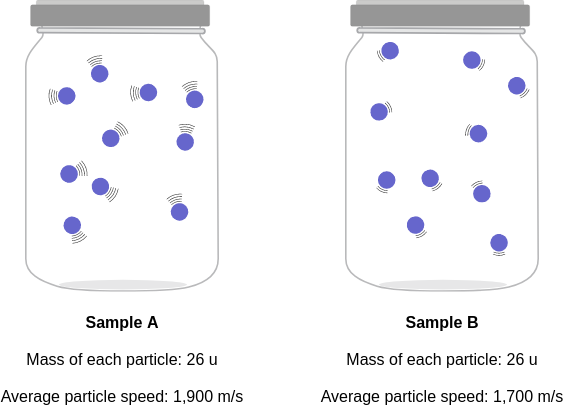 Sample A
Mass of each particle: 26 u
Average particle speed: 1,900 m/s
Sample B
Mass of each particle: 26 u
Average particle speed: 1,700 m/s